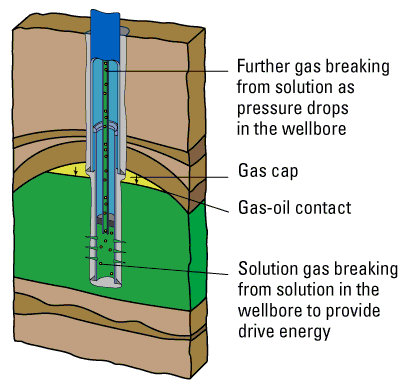 Further gas breaking
from solution as
pressure drops
in the wellbore
Gas cap
Gas-oil contact
Solution gas breaking
from solution in the
wellbore to provide
drive energy